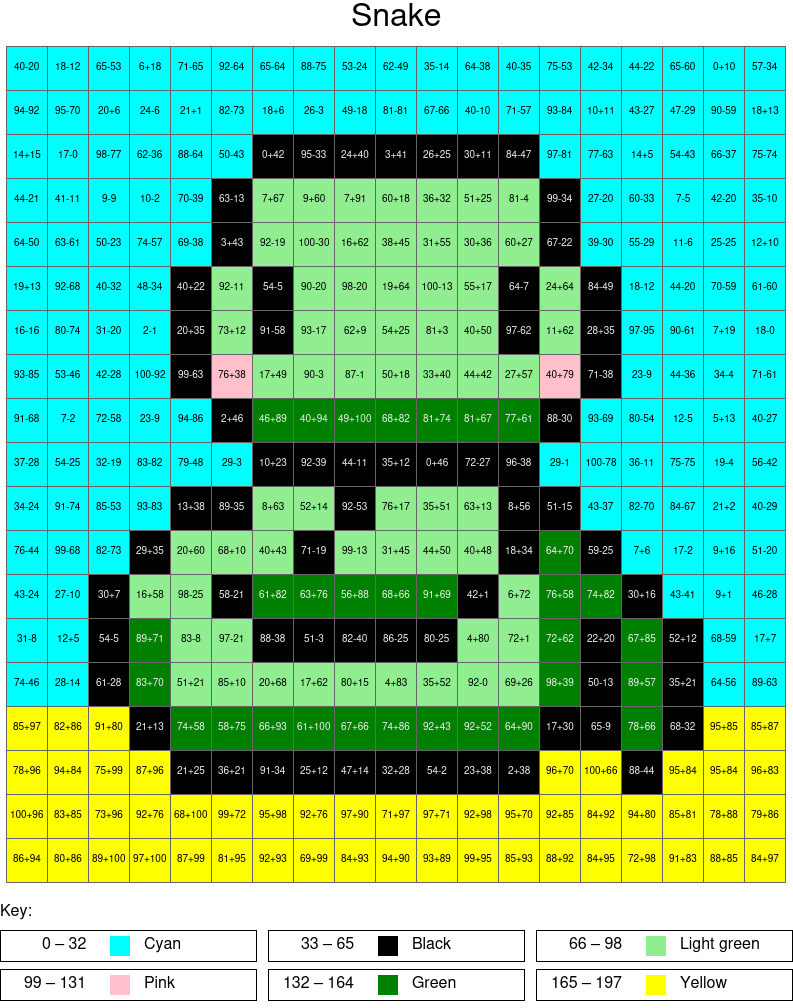 Snake
40-20 18-12 65-53 6+18 71-65 92-64 65-64 88-75 53-24 62-49 35-14 64-38 40-35 75-53 42-34 44-22 65-60 0+10 57-34
94-92 95-70 20+6 24-6 21+1 82-73 18+6 26-3 49-18 81-81 67-66 40-10 71-57 93-84 10+11 43-27 47-29 90-59 18+13
14+15 17-0 98-77 62-36 88-64 50-43 0+42 95-33 24+40 3+41 26+25 30+11 84-47 97-81 77-63 14+5 54-43 66-37 75-74
44-21 41-11 9-9 10-2 70-39 63-13 7+67 9+60 7+91 60+18 36+32 51+25 81-4 99-34 27-20 60-33 7-5 42-20 35-10
64-50 63-61 50-23 74-57 69-38 3+43 92-19 100-30 16+62 38+45 31+55 30+36 60+27 67-22 39-30 55-29 11-6 25-25 12+10
19+13 92-68 40-32 48-34 40+22 92-11 54-5 90-20 98-20 19+64 100-13 55+17 64-7 24+64 84-49 18-12 44-20 70-59 61-60
16-16 80-74 31-20 2-1 20+35 73+12 91-58 93-17 62+9 54+25 81+3 40+50 97-62 11+62 28+35 97-95 90-61 7+19 18-0
93-85 53-46 42-28 100-92 99-63 76+38 17+49 90-3 87-1 50+18 33+40 44+42 27+57 40+79 71-38 23-9 44-36 34-4 71-61
91-68 7-2 72-58 23-9 94-86 2+46 46+89 40+94 49+100 68+82 81+74 81+67 77+61 88-30 93-69 80-54 12-5 5+13 40-27
37-28 54-25 32-19 83-82 79-48 29-3 10+23 92-39 44-11 35+12 0+46 72-27 96-38 29-1 100-78 36-11 75-75 19-4 56-42
34-24 91-74 85-53 93-83 13+38 89-35 8+63 52+14 92-53 76+17 35+51 63+13 8+56 51-15 43-37 82-70 84-67 21+2 40-29
76-44 99-68 82-73 29+35 20+60 68+10 40+43 71-19 99-13 31+45 44+50 40+48 18+34 64+70 59-25 7+6 17-2 9+16 51-20
43-24 27-10 30+7 16+58 98-25 58-21 61+82 63+76 56+88 68+66 91+69 42+1 6+72 76+58 74+82 30+16 43-41 9+1 46-28
31-8 12+5 54-5 89+71 83-8 97-21 88-38 51-3 82-40 86-25 80-25 4+80 72+1 72+62 22+20 67+85 52+12 68-59 17+7
74-46 28-14 61-28 83+70 51+21 85+10 20+68 17+62 80+15 4+83 35+52 92-0 69+26 98+39 50-13 89+57 35+21 64-56 89-63
85+97 82+86 91+80 21+13 74+58 58+75 66+93 61+100 67+66 74+86 92+43 92+52 64+90 17+30 65-9 78+66 68-32 95+85 85+87
78+96 94+84 75+99 87+96 21+25 36+21 91-34 25+12 47+14 32+28 54-2 23+38 2+38 96+70 100+66 88-44 95+84 95+84 96+83
100+96 83+85 73+96 92+76 68+100 99+72 95+98 92+76 97+90 71+97 97+71 92+98 95+70 92+85 84+92 94+80 85+81 78+88 79+86
86+94 80+86 89+100 97+100 87+99 81+95 92+93 69+99 84+93 94+90 93+89 99+95 85+93 88+92 84+95 72+98 91+83 88+85 84+97
Key:
0 – 32 Cyan 33 – 65 Black 66 – 98 Light green
99 – 131 Pink 132 – 164 Green 165 – 197 Yellow